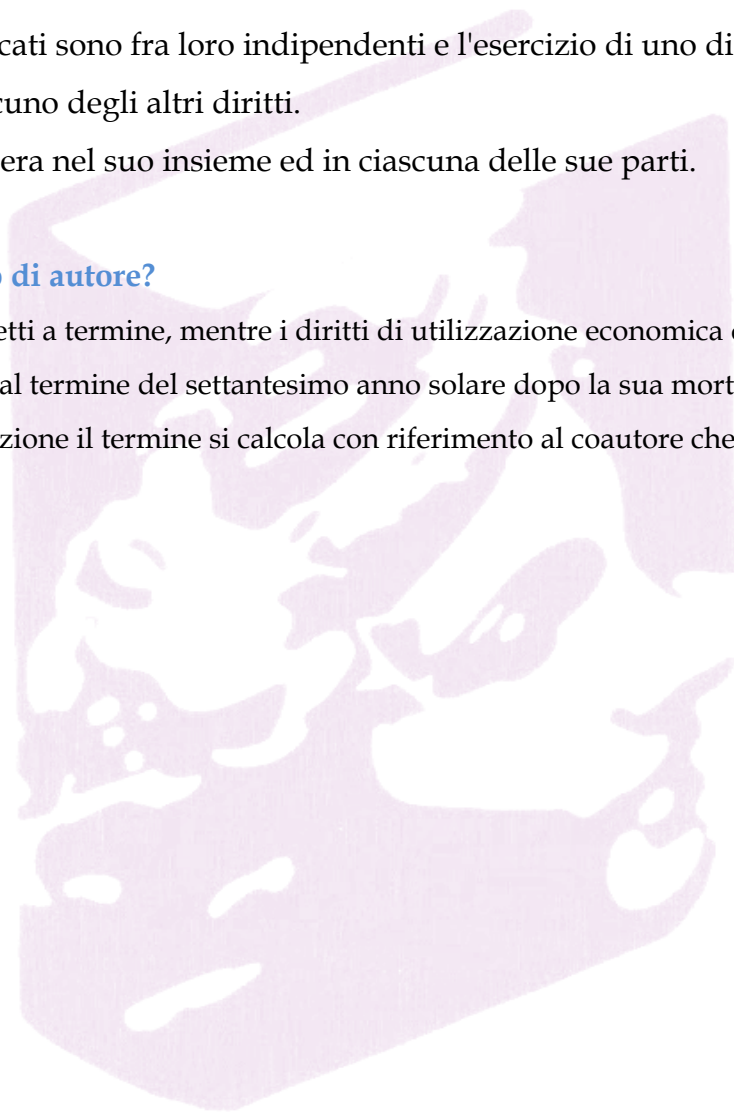 cati sono fra loro indipendenti e l'esercizio di uno di
cuno degli altri diritti.
era nel suo insieme ed in ciascuna delle sue parti.
di autore?
etti a termine, mentre i diritti di utilizzazione economica
al termine del settantesimo anno solare dopo la sua mort
zione il termine si calcola con riferimento al coautore che